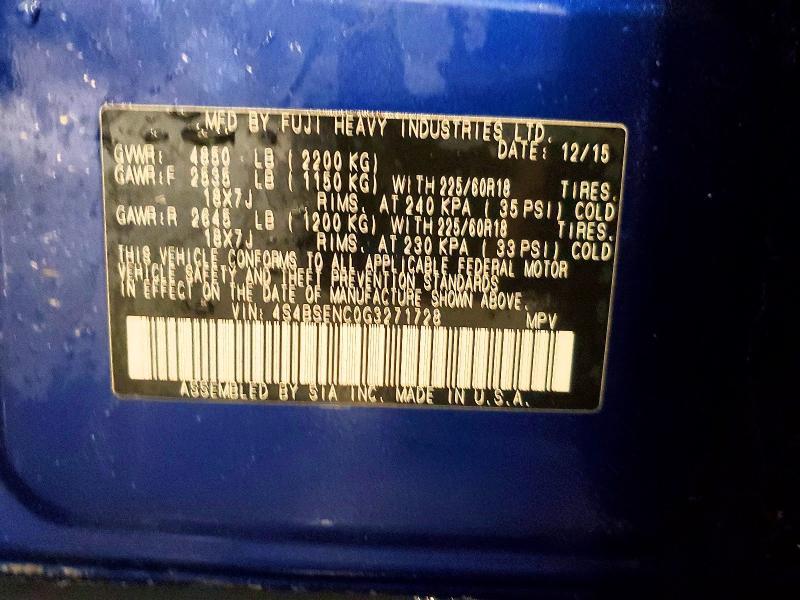 MFD BY FUJI HEAVY INDUSTRIES LTD.
DATE: 12/15
GVWR: 4850 LB (2200 KG)
GAWR:F 2535 LB (1150 KG) WITH 225/60R18 TIRES.
18X7J RIMS. AT 240 KPA (35 PSI) COLD
GAWR:R 2645 LB (1200 KG) WITH 225/60R18 TIRES.
18X7J RIMS. AT 230 KPA (33 PSI) COLD
THIS VEHICLE CONFORMS TO ALL APPLICABLE FEDERAL MOTOR
VEHICLE SAFETY AND THEFT PREVENTION STANDARDS
IN EFFECT ON THE DATE OF MANUFACTURE SHOWN ABOVE.
VIN: 4S4BSENC0G3271728 MPV
ASSEMBLED BY SIA INC. MADE IN U.S.A.